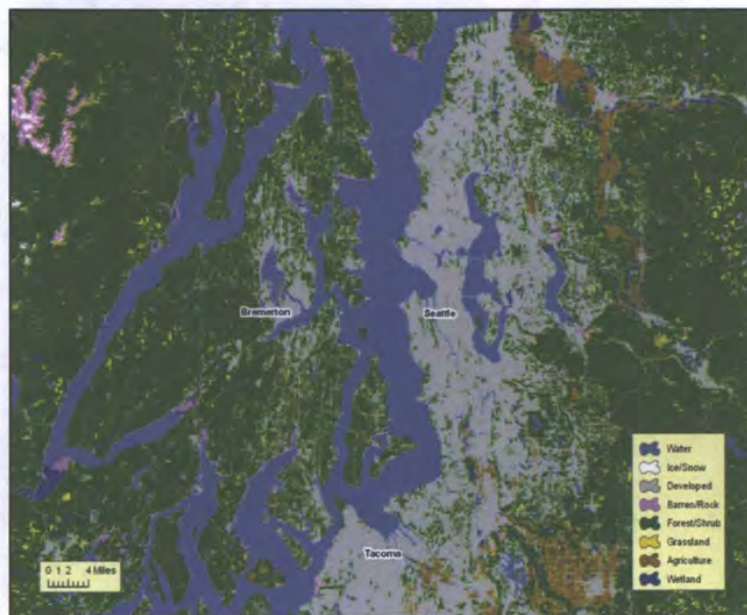 Bremerton
Seattle
Tacoma
Water
Ice/Snow
Developed
Barren/Rock
Forest/Shrub
Grassland
Agriculture
Wetland
0 1 2 4 Miles